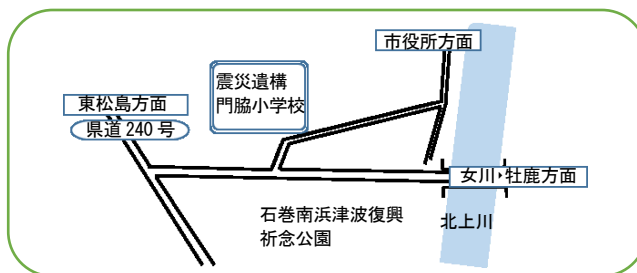 市役所方面
震災遺構
門脇小学校
東松島方面
県道240号
女川・牡鹿方面
石巻南浜津波復興
祈念公園
北上川